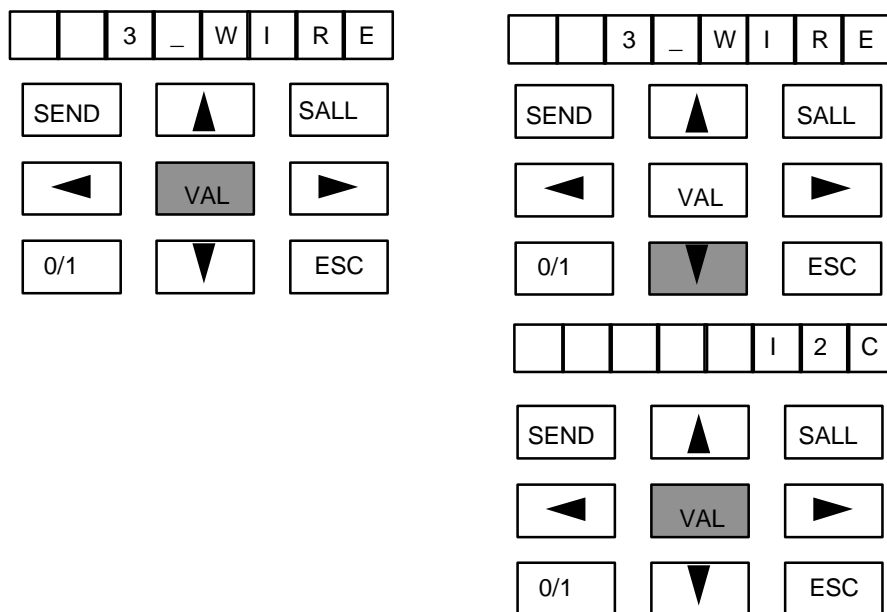 3 _ W I R E
SEND SALL
VAL
0/1 ESC
3 _ W I R E
SEND SALL
VAL
0/1 ESC
I 2 C
SEND SALL
VAL
0/1 ESC